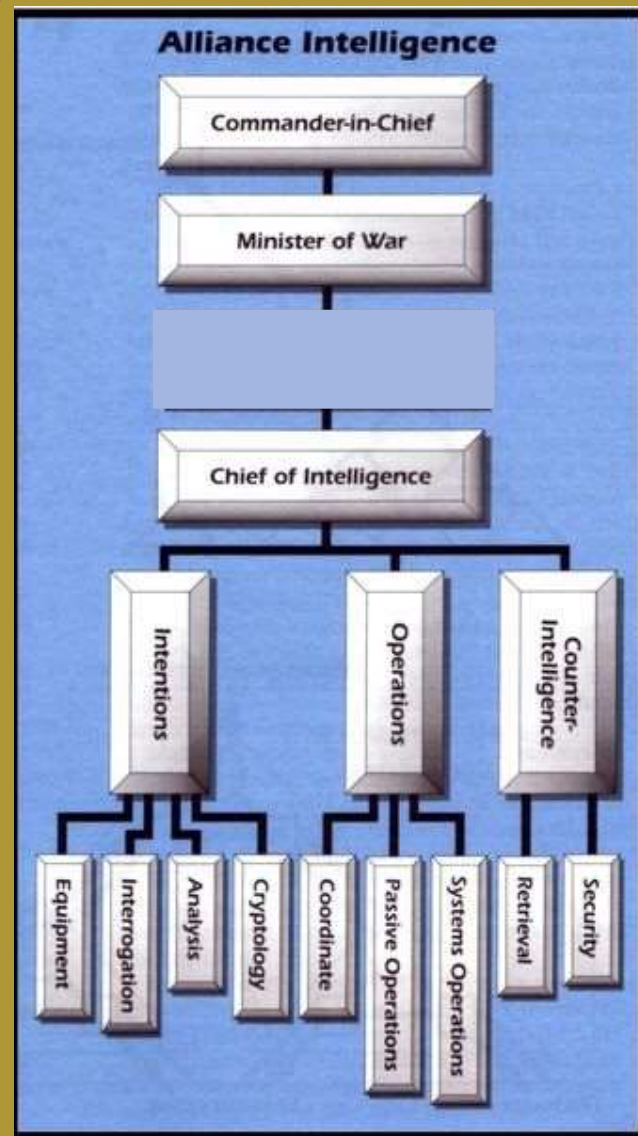 Alliance Intelligence
Commander-in-Chief
Minister of War
Chief of Intelligence
Intentions
Operations
Counter-
Intelligence
Equipment
Interrogation
Analysis
Cryptology
Coordinate
Passive Operations
Systems Operations
Retrieval
Security